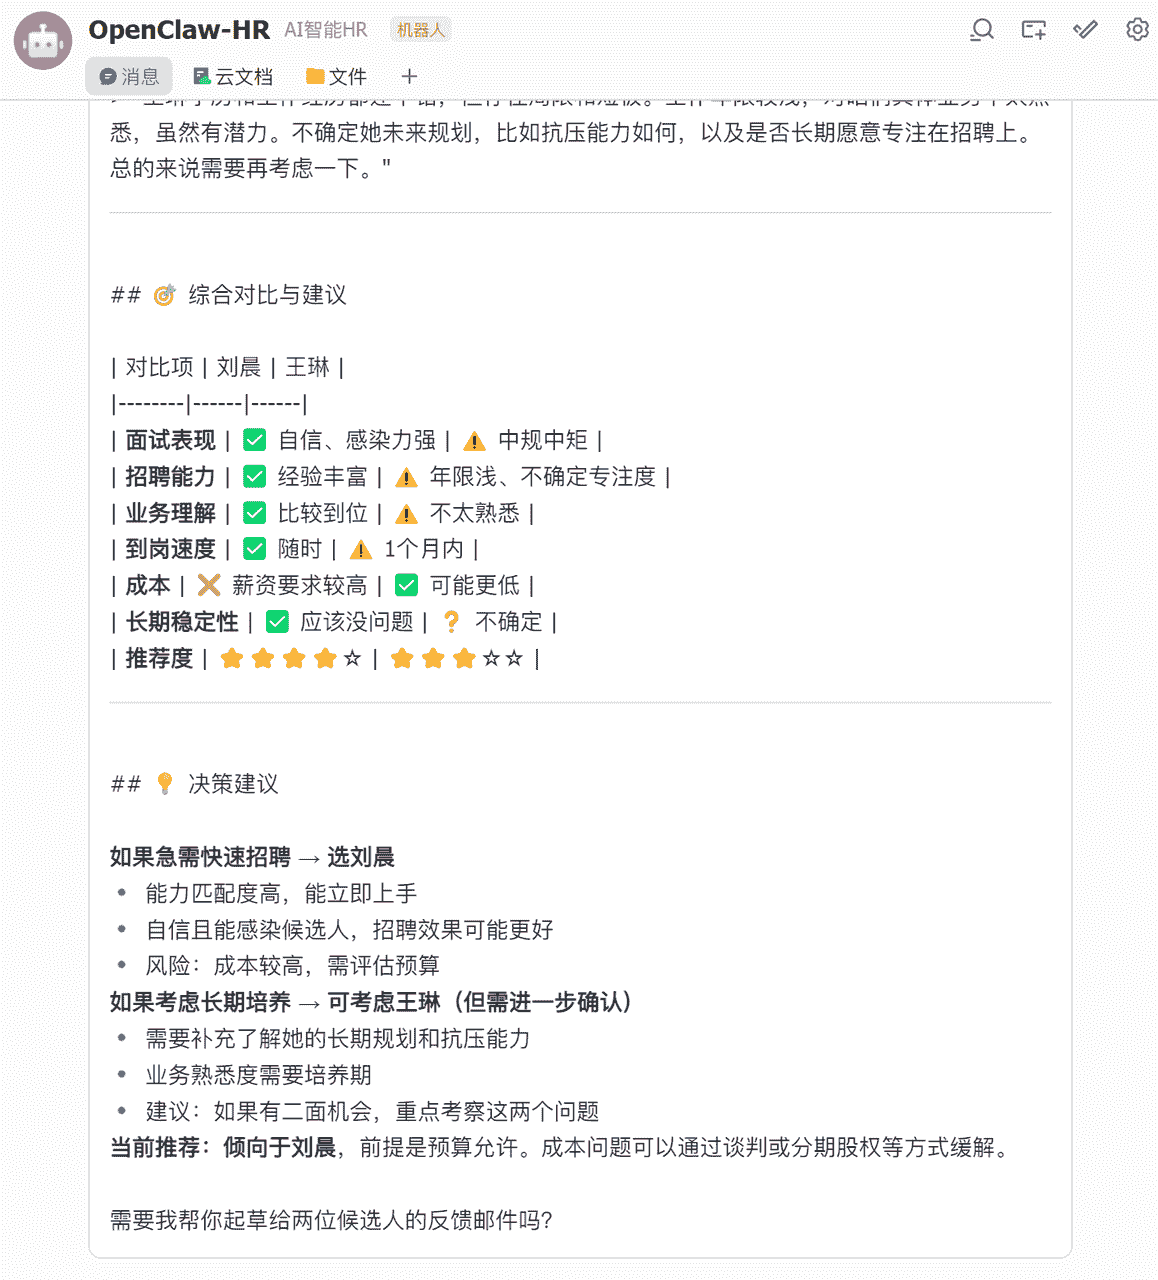 OpenClaw-HR AI智能HR 机器人
消息 云文档 文件 +
悉，虽然有潜力。不确定她未来规划，比如抗压能力如何，以及是否长期愿意专注在招聘上。
总的来说需要再考虑一下。"
## 🎯 综合对比与建议
| 对比项 | 刘晨 | 王琳 |
|--------|------|------|
| 面试表现 | ✅ 自信、感染力强 | ⚠️ 中规中矩 |
| 招聘能力 | ✅ 经验丰富 | ⚠️ 年限浅、不确定专注度 |
| 业务理解 | ✅ 比较到位 | ⚠️ 不太熟悉 |
| 到岗速度 | ✅ 随时 | ⚠️ 1个月内 |
| 成本 | ❌ 薪资要求较高 | ✅ 可能更低 |
| 长期稳定性 | ✅ 应该没问题 | ❓ 不确定 |
| 推荐度 | ⭐⭐⭐⭐☆ | ⭐⭐⭐☆☆ |
## 💡 决策建议
如果急需快速招聘 → 选刘晨
• 能力匹配度高，能立即上手
• 自信且能感染候选人，招聘效果可能更好
• 风险：成本较高，需评估预算
如果考虑长期培养 → 可考虑王琳（但需进一步确认）
• 需要补充了解她的长期规划和抗压能力
• 业务熟悉度需要培养期
• 建议：如果有二面机会，重点考察这两个问题
当前推荐：倾向于刘晨，前提是预算允许。成本问题可以通过谈判或分期股权等方式缓解。
需要我帮你起草给两位候选人的反馈邮件吗？